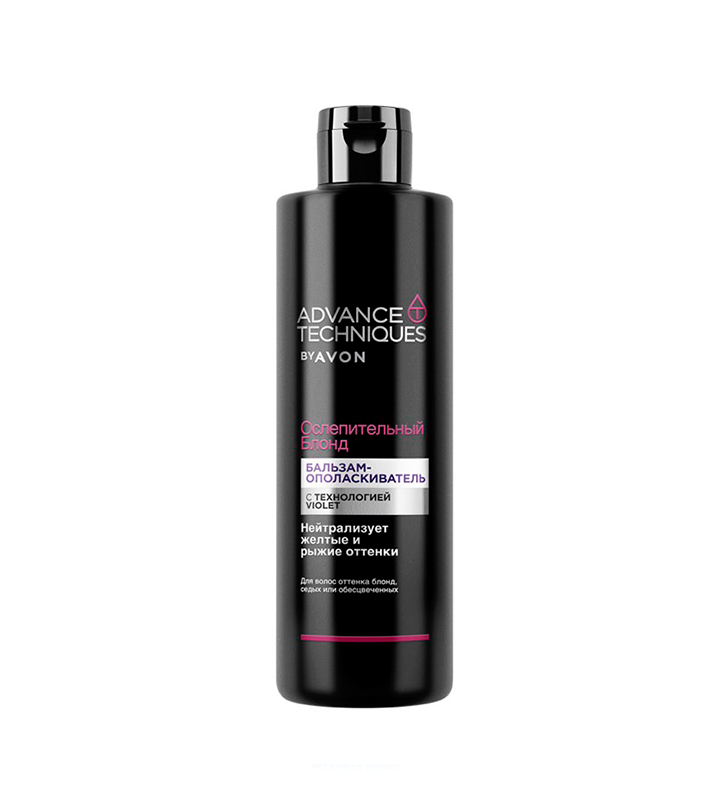 ADVANCE
TECHNIQUES
BY AVON
Ослепительный
Блонд
БАЛЬЗАМ-
ОПОЛАСКИВАТЕЛЬ
С ТЕХНОЛОГИЕЙ
VIOLET
Нейтрализует
желтые и
рыжие оттенки
Для волос оттенка блонд,
седых или обесцвеченных